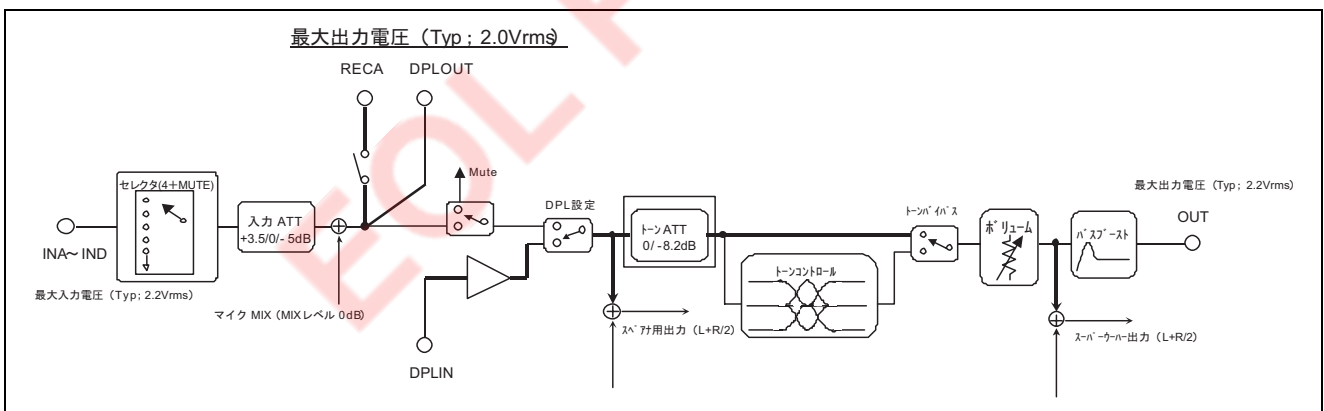 最大出力電圧（Typ; 2.0Vrms）
RECA DPLOUT
Mute
セレクタ(4+MUTE)
入力 ATT
+3.5/0/- 5dB
INA～ IND
最大入力電圧（Typ; 2.2Vrms）
マイク MIX（MIXレベル 0dB）
DPL設定
DPLIN
トーン ATT
0/ -8.2dB
スペアナ用出力（L+R/2）
トーンコントロール
トーンバイパス
ボリューム
バスブースト
最大出力電圧（Typ; 2.2Vrms）
OUT
スーパーウーハー出力（L+R/2）